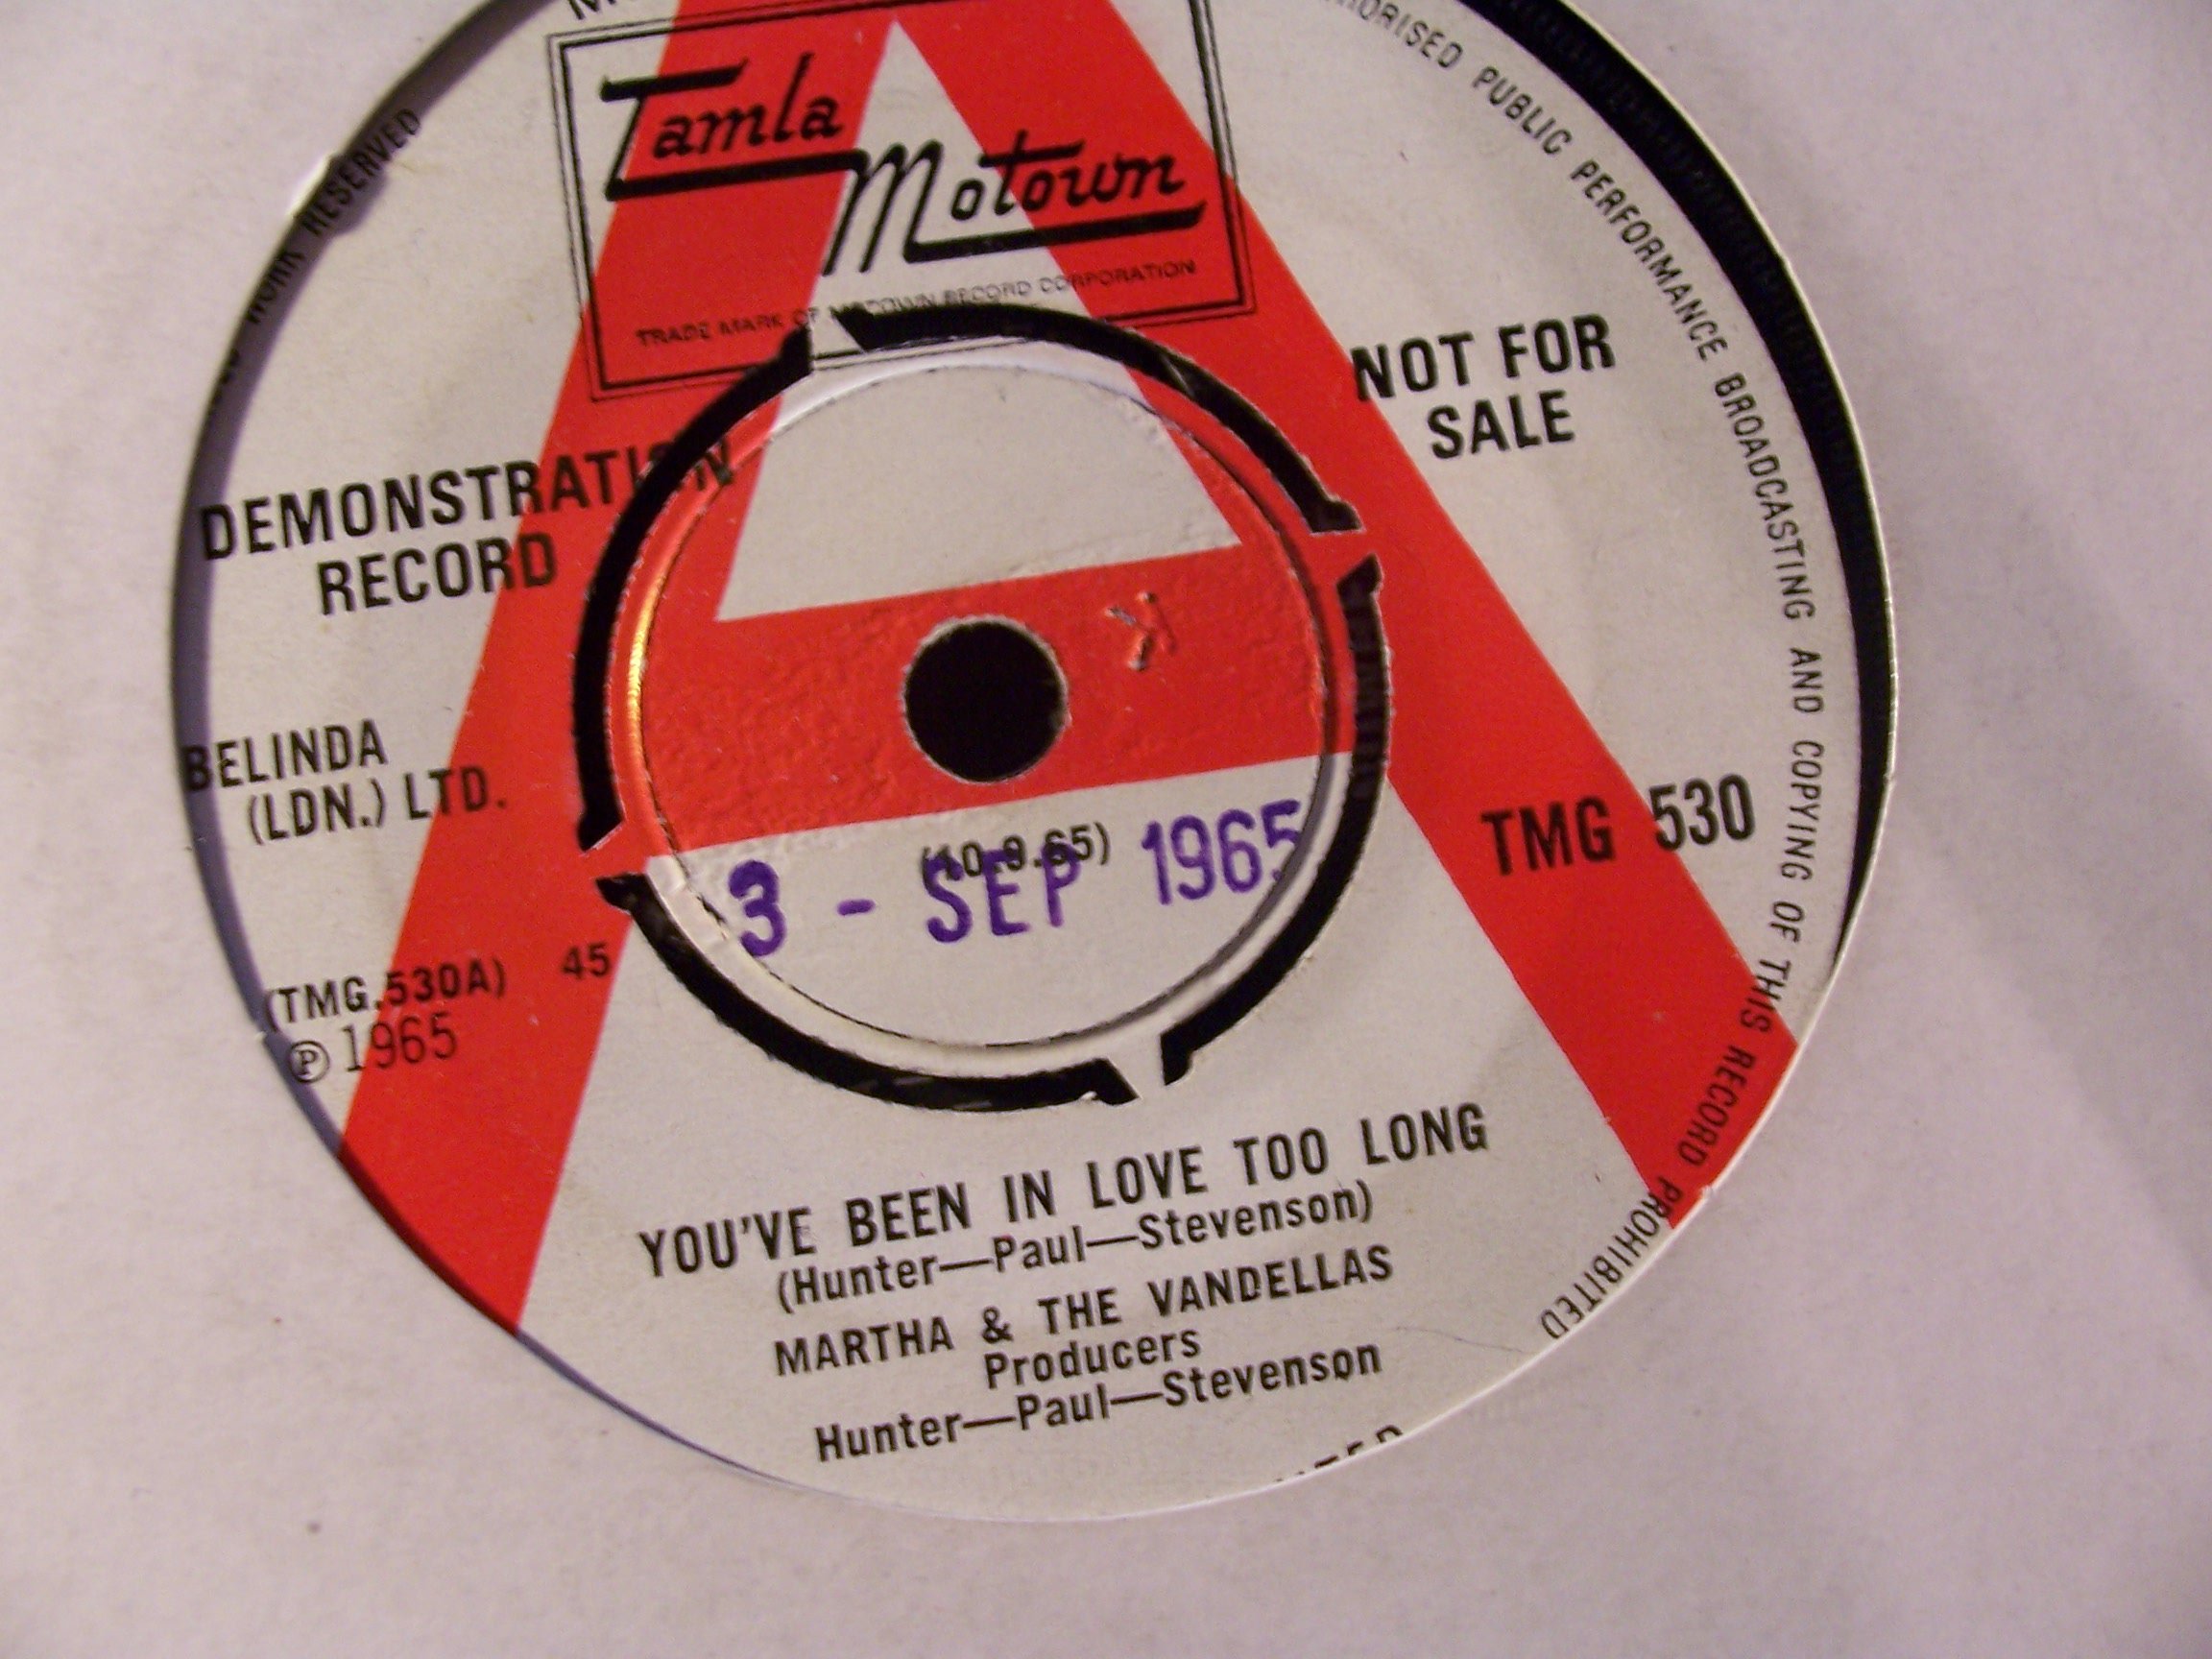 Tamla
Motown
TRADE MARK OF MOTOWN RECORD CORPORATION
WORK RESERVED
ORISED PUBLIC PERFORMANCE BROADCASTING AND COPYING OF THIS RECORD PROHIBITED
DEMONSTRATION
RECORD
NOT FOR
SALE
BELINDA
(LDN.) LTD.
K
TMG 530
(10.9.65)
3 - SEP 1965
(TMG.530A) 45
℗ 1965
YOU'VE BEEN IN LOVE TOO LONG
(Hunter—Paul—Stevenson)
MARTHA & THE VANDELLAS
Producers
Hunter—Paul—Stevenson